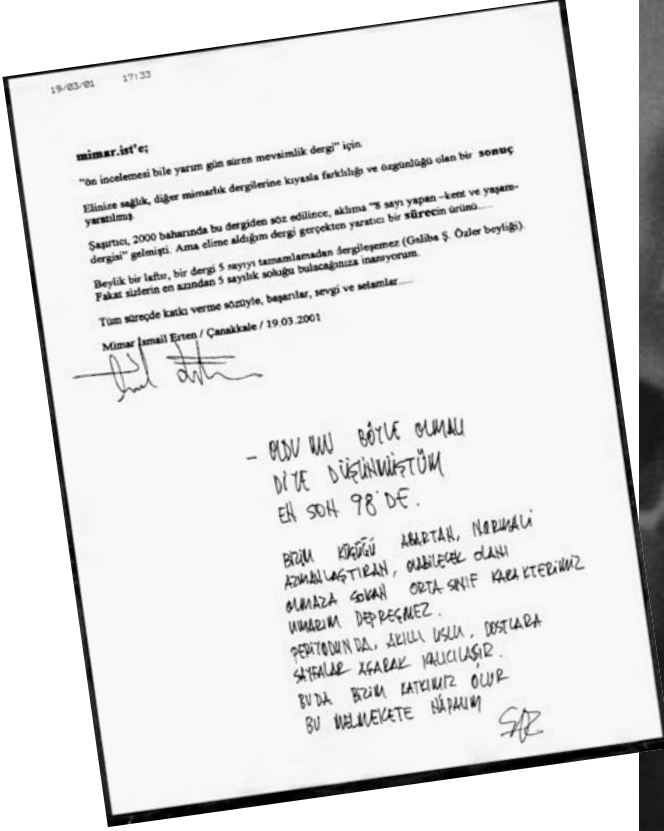 19/03/01 17:33
mimar.ist'e;
"ön incelemesi bile yarım gün süren mevsimlik dergi" için
Elinize sağlık, diğer mimarlık dergilerine kıyasla farklılığı ve özgünlüğü olan bir sonuç
yaratılmış.
Şaşırtıcı, 2000 baharında bu dergiden söz edilince, aklıma "8 sayı yapan –kent ve yaşam-
dergisi" gelmişti. Ama elime aldığım dergi gerçekten yaratıcı bir sürecin ürünü.....
Beylik bir laftır, bir dergi 5 sayıyı tamamlamadan dergileşemez (Galiba Ş. Özler beyliği).
Fakat sizlerin en azından 5 sayılık soluğu bulacağınıza inanıyorum.
Tüm süreçde katkı verme sözüyle, başarılar, sevgi ve selamlar.....
Mimar İsmail Erten / Çanakkale / 19.03.2001
– OLDU MU BÖYLE OLMALI
DİYE DÜŞÜNMÜŞTÜM
EN SON 98'DE.
BİZİM KÜÇÜĞÜ ABARTAN, NORMALİ
AZMANLAŞTIRAN, OLABİLECEK OLANI
OLMAZA SOKAN ORTA SINIF KARAKTERİMİZ
UMARIM DEPREŞMEZ.
PERİYODUNDA, AKILLI USLU, DOSTLARA
SAYFALAR AÇARAK KALICILAŞIR.
BU DA BİZİM KATKIMIZ OLUR
BU MEMLEKETE NAPALIM